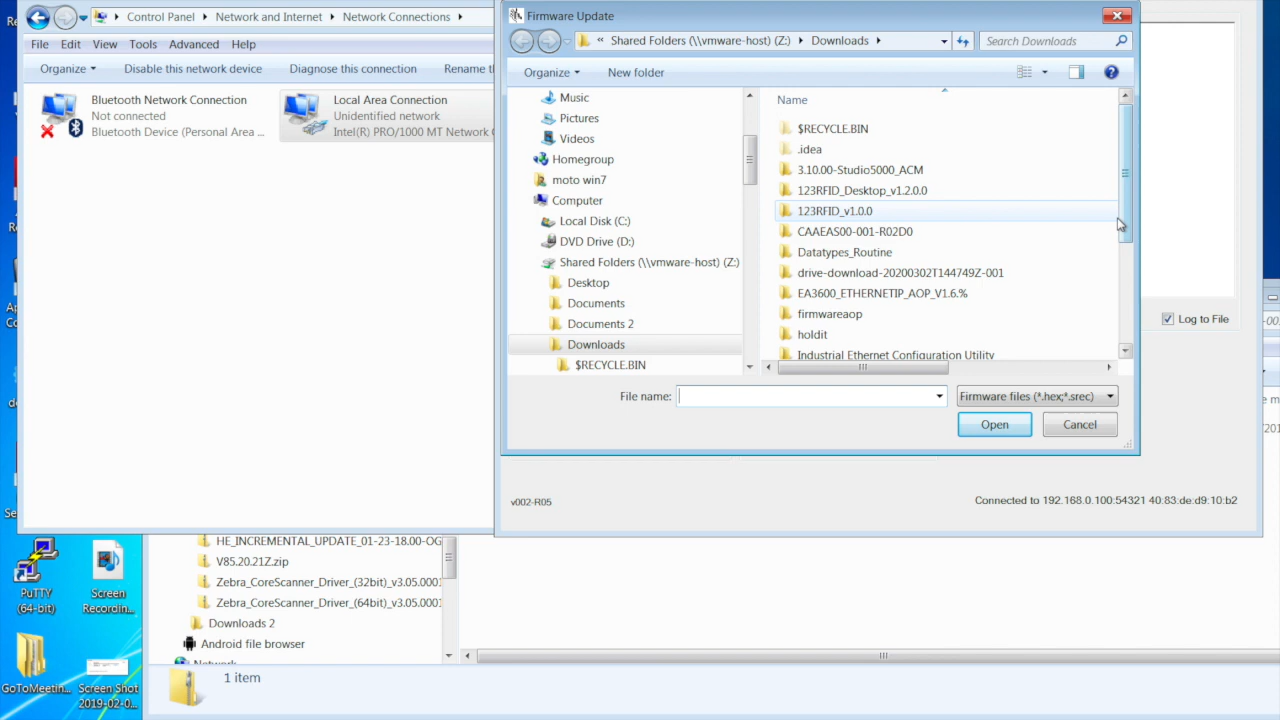 Control Panel
Network and Internet
Network Connections
File
Edit
View
Tools
Advanced
Help
Organize
Disable this network device
Diagnose this connection
Rename
Bluetooth Network Connection
Not connected
Bluetooth Device (Personal Area ...
Local Area Connection
Unidentified network
Intel(R) PRO/1000 MT Network
Firmware Update
« Shared Folders (\\vmware-host) (Z:)
Downloads
Search Downloads
Organize
New folder
Music
Pictures
Videos
Homegroup
moto win7
Computer
Local Disk (C:)
DVD Drive (D:)
Shared Folders (\\vmware-host) (Z:)
Desktop
Documents
Documents 2
Downloads
$RECYCLE.BIN
Name
$RECYCLE.BIN
.idea
3.10.00-Studio5000_ACM
123RFID_Desktop_v1.2.0.0
123RFID_v1.0.0
CAAEAS00-001-R02D0
Datatypes_Routine
drive-download-20200302T144749Z-001
EA3600_ETHERNETIP_AOP_V1.6.%
firmwareaop
holdit
Industrial Ethernet Configuration Utility
File name:
Firmware files (*.hex;*.srec)
Open
Cancel
Log to File
v002-R05
Connected to 192.168.0.100:54321 40:83:de:d9:10:b2
HE_INCREMENTAL_UPDATE_01-23-18.00-OG
V85.20.21Z.zip
Zebra_CoreScanner_Driver_(32bit)_v3.05.0001
Zebra_CoreScanner_Driver_(64bit)_v3.05.0001
Downloads 2
Android file browser
Network
1 item
PuTTY
(64-bit)
Screen
Recordin...
GoToMeetin...
Screen Shot
2019-02-0...